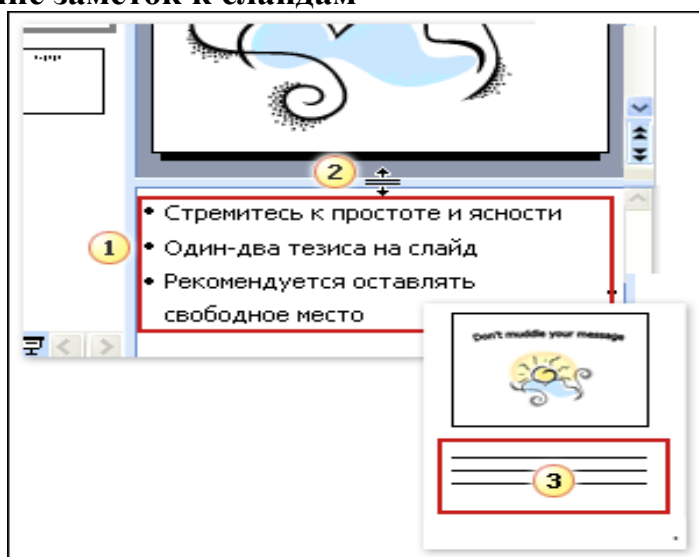 заметок к слайдам
2
1
• Стремитесь к простоте и ясности
• Один-два тезиса на слайд
• Рекомендуется оставлять
свободное место
Don't muddle your message
3